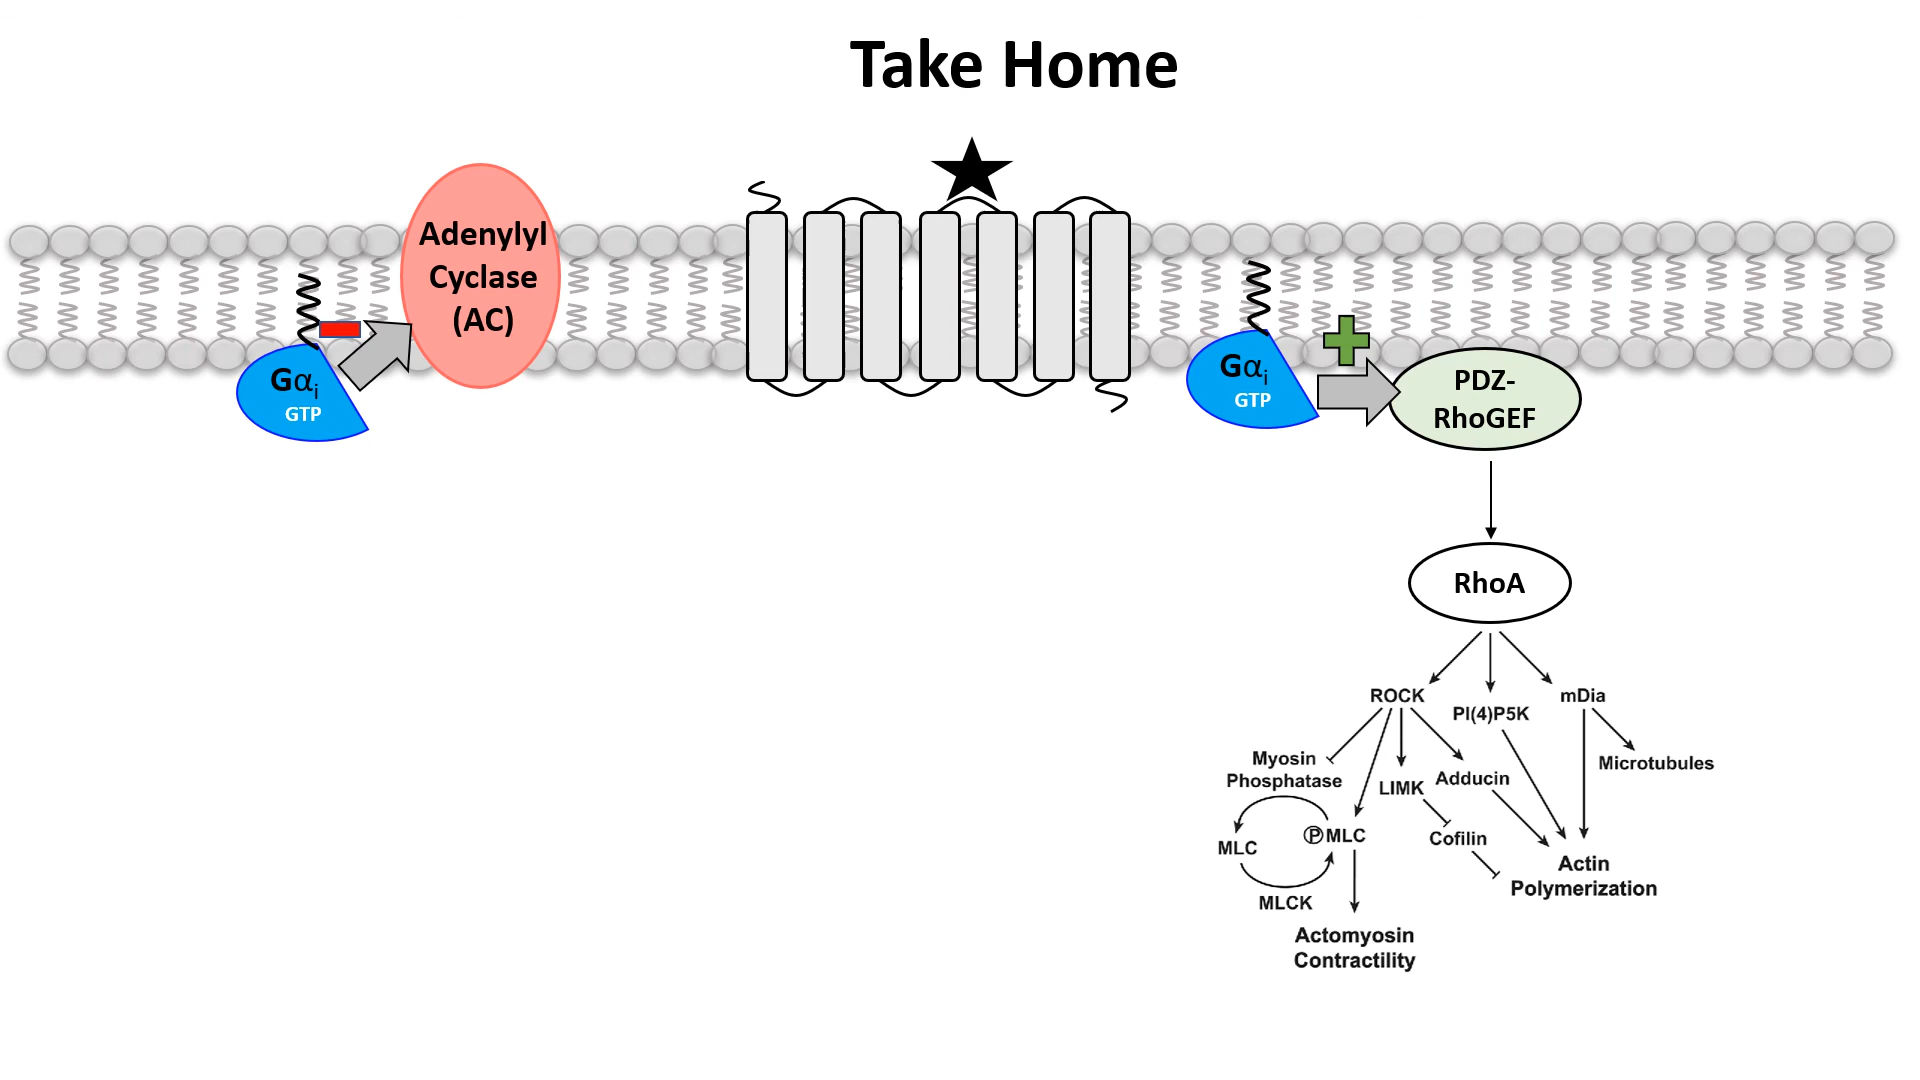 Take Home
Adenylyl
Cyclase
(AC)
Gαi
GTP
Gαi
GTP
PDZ-
RhoGEF
RhoA
ROCK
PI(4)P5K
mDia
Myosin
Phosphatase
LIMK
Adducin
Microtubules
MLC
Ⓟ MLC
Cofilin
MLCK
Actin
Polymerization
Actomyosin
Contractility